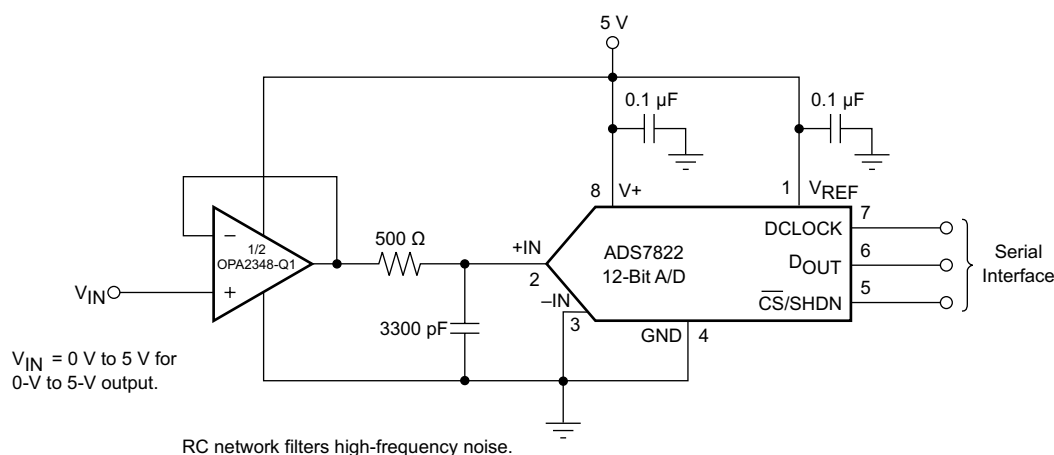 5 V
0.1 µF
0.1 µF
8
V+
1
VREF
7
DCLOCK
6
DOUT
5
CS/SHDN
Serial
Interface
ADS7822
12-Bit A/D
+IN
2
–IN
3
GND
4
500 Ω
3300 pF
–
1/2
OPA2348-Q1
+
VIN
VIN = 0 V to 5 V for
0-V to 5-V output.
RC network filters high-frequency noise.